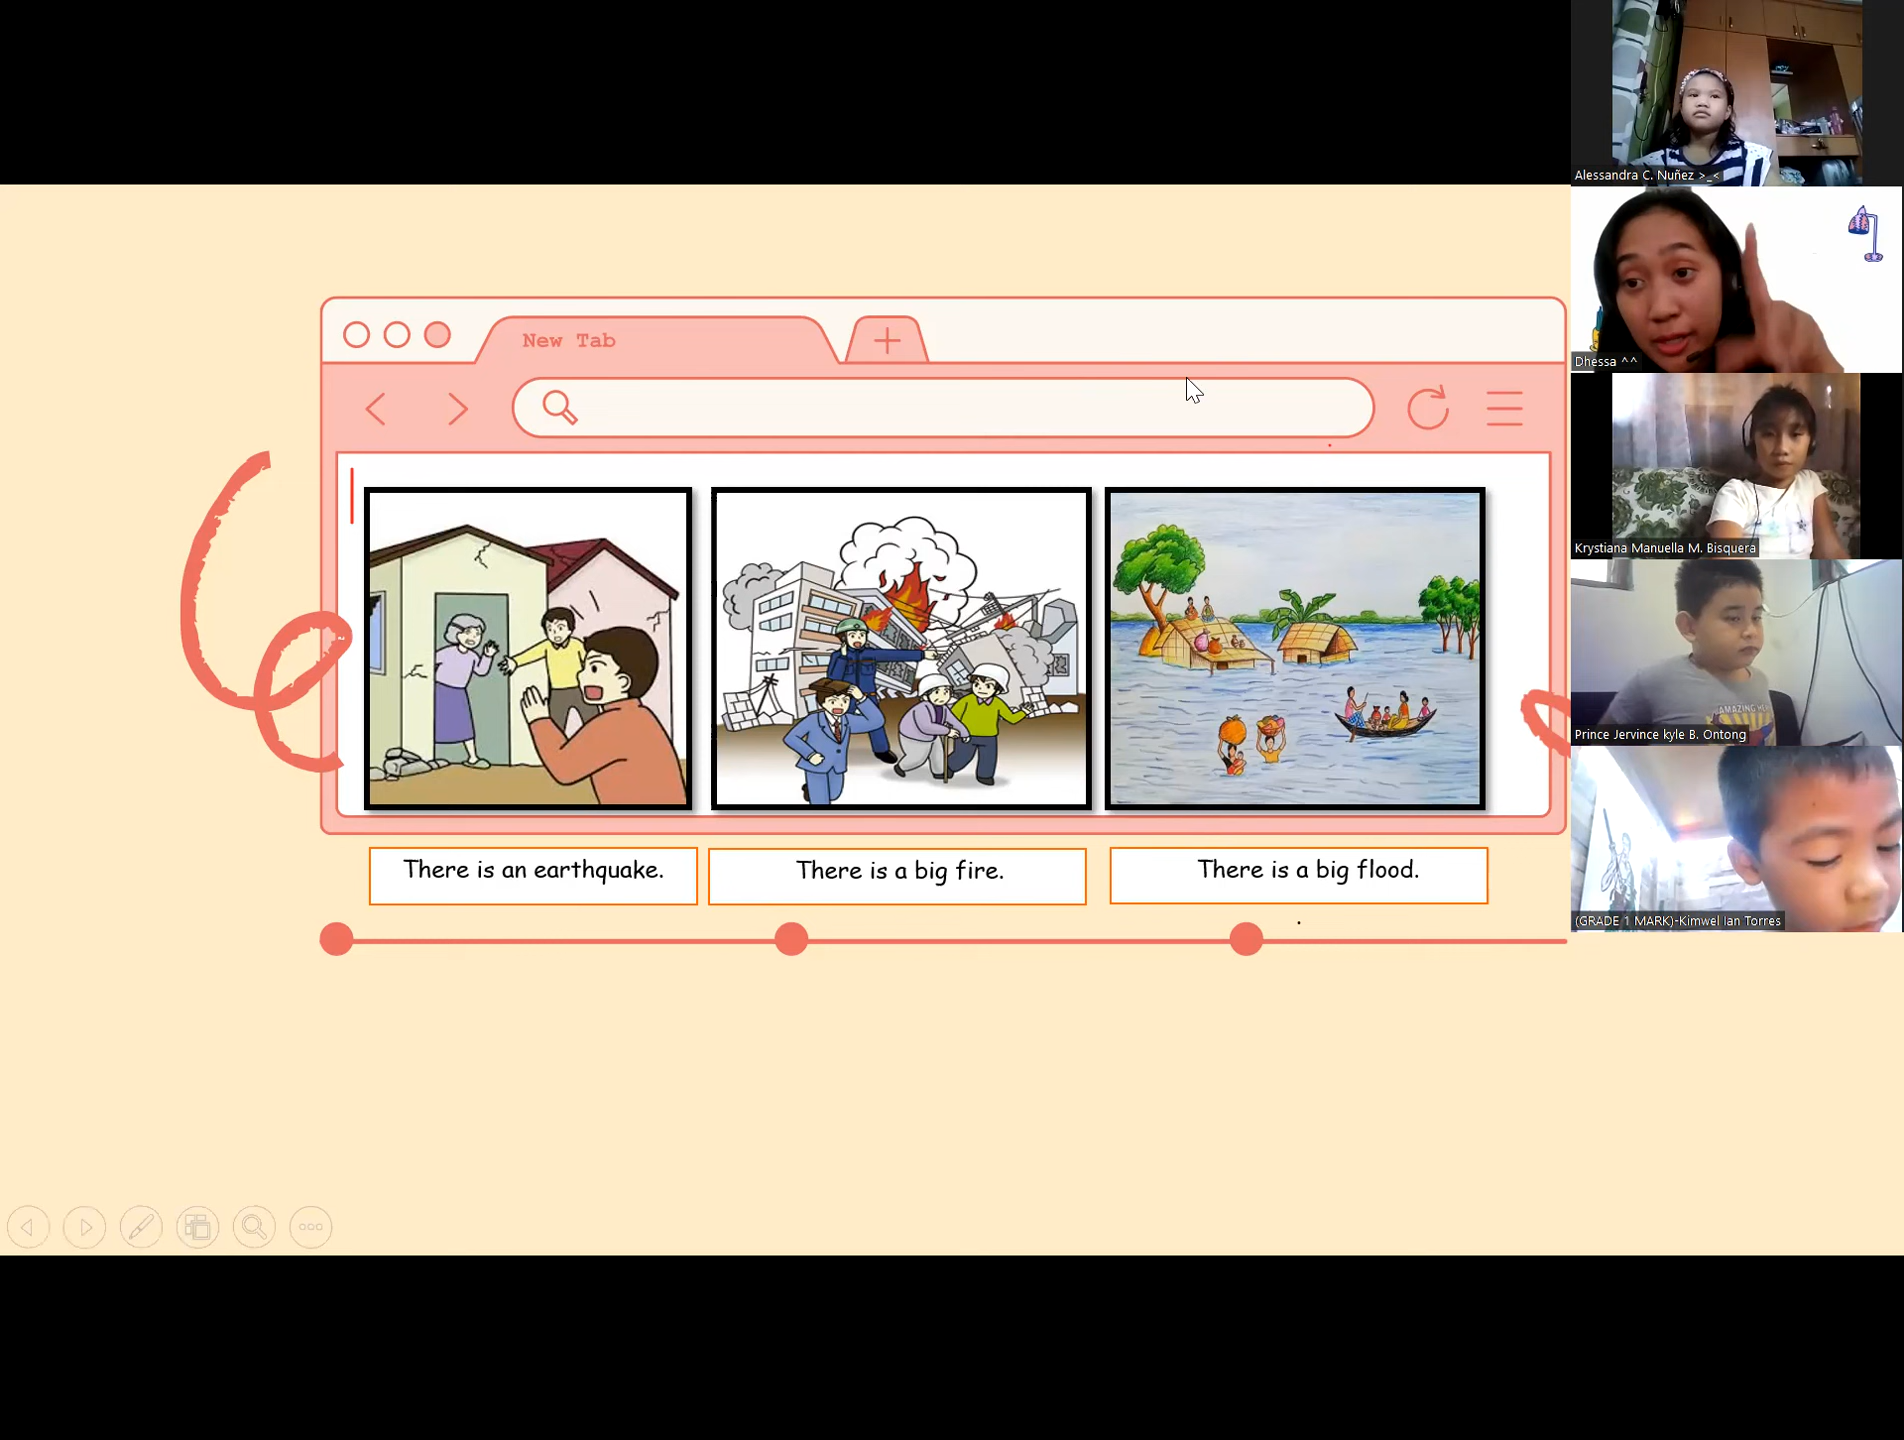 New Tab
There is an earthquake.
There is a big fire.
There is a big flood.
Alessandra C. Nuñez >_<
Dhessa ^^
Krystiana Manuella M. Bisquera
AMAZING
Prince Jervince kyle B. Ontong
(GRADE 1 MARK)-Kimwel Ian Torres